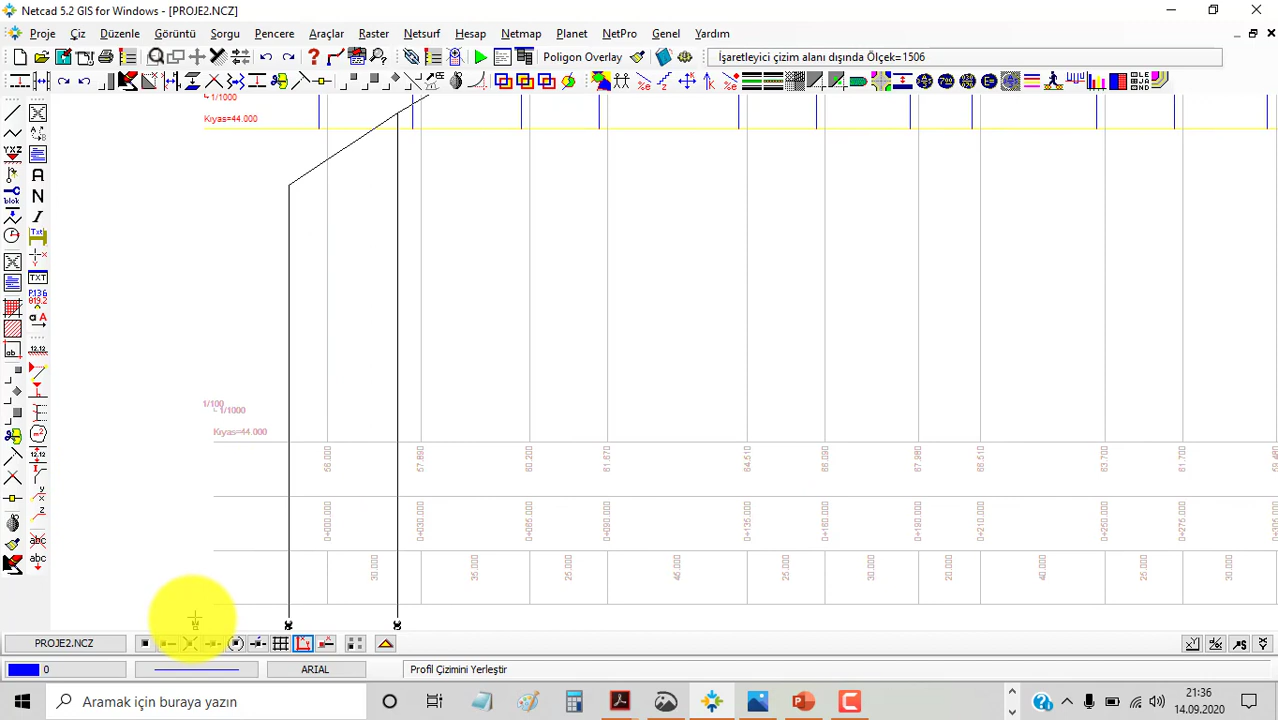 Netcad 5.2 GIS for Windows - [PROJE2.NCZ]
Proje Çiz Düzenle Görüntü Sorgu Pencere Araçlar Raster Netsurf Hesap Netmap Planet NetPro Genel Yardım
Poligon Overlay İşaretleyici çizim alanı dışında Ölçek=1506
1/1000
Kıyas=44.000
1/100
1/1000
Kıyas=44.000
56.000 57.890 60.200 61.670 64.510 66.090 67.980 66.510 63.700 61.700
0+000.000 0+030.000 0+065.000 0+090.000 0+135.000 0+160.000 0+190.000 0+210.000 0+250.000 0+275.000
30.000 35.000 25.000 45.000 25.000 30.000 40.000 30.000
PROJE2.NCZ
0 ARIAL Profil Çizimini Yerleştir
Aramak için buraya yazın
21:36
14.09.2020